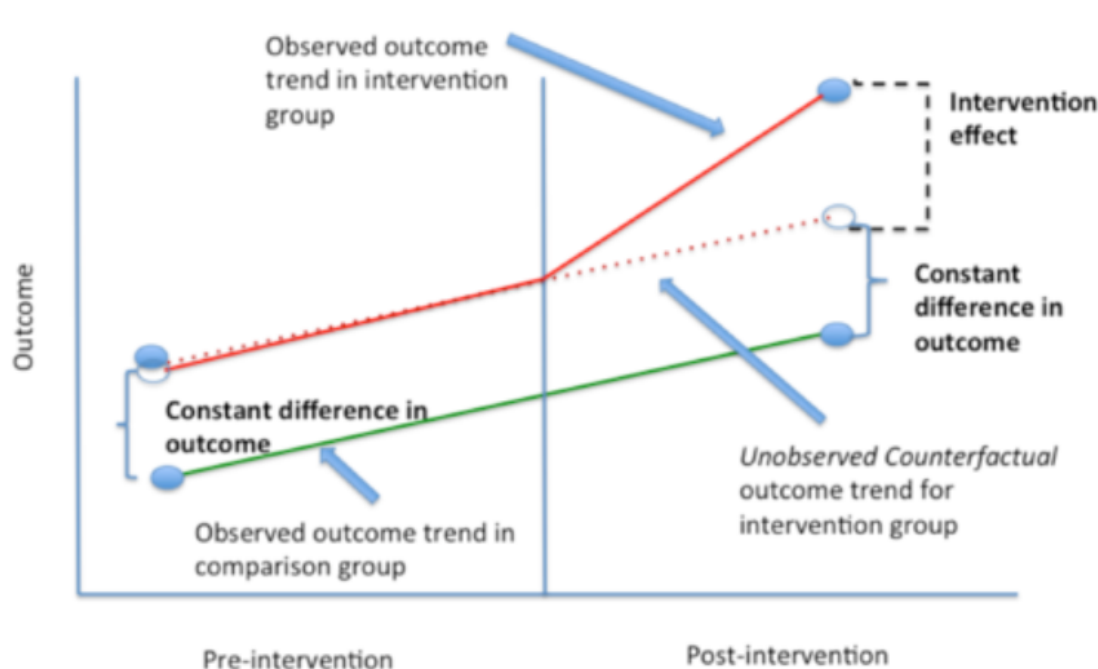 Observed outcome
trend in intervention
group
Intervention
effect
Outcome
Constant
difference in
outcome
Constant difference in
outcome
Unobserved Counterfactual
outcome trend for
intervention group
Observed outcome trend in
comparison group
Pre-intervention
Post-intervention